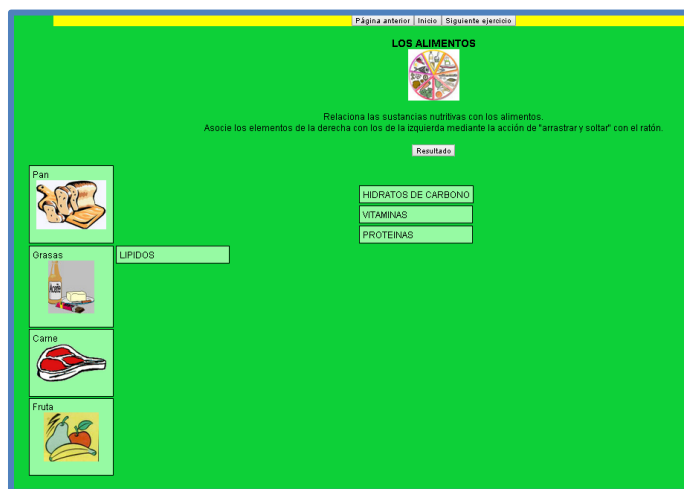 Página anterior Inicio Siguiente ejercicio
LOS ALIMENTOS
Relaciona las sustancias nutritivas con los alimentos.
Asocie los elementos de la derecha con los de la izquierda mediante la acción de "arrastrar y soltar" con el ratón.
Resultado
Pan
HIDRATOS DE CARBONO
VITAMINAS
PROTEINAS
Grasas LIPIDOS
Aceite
Carne
Fruta